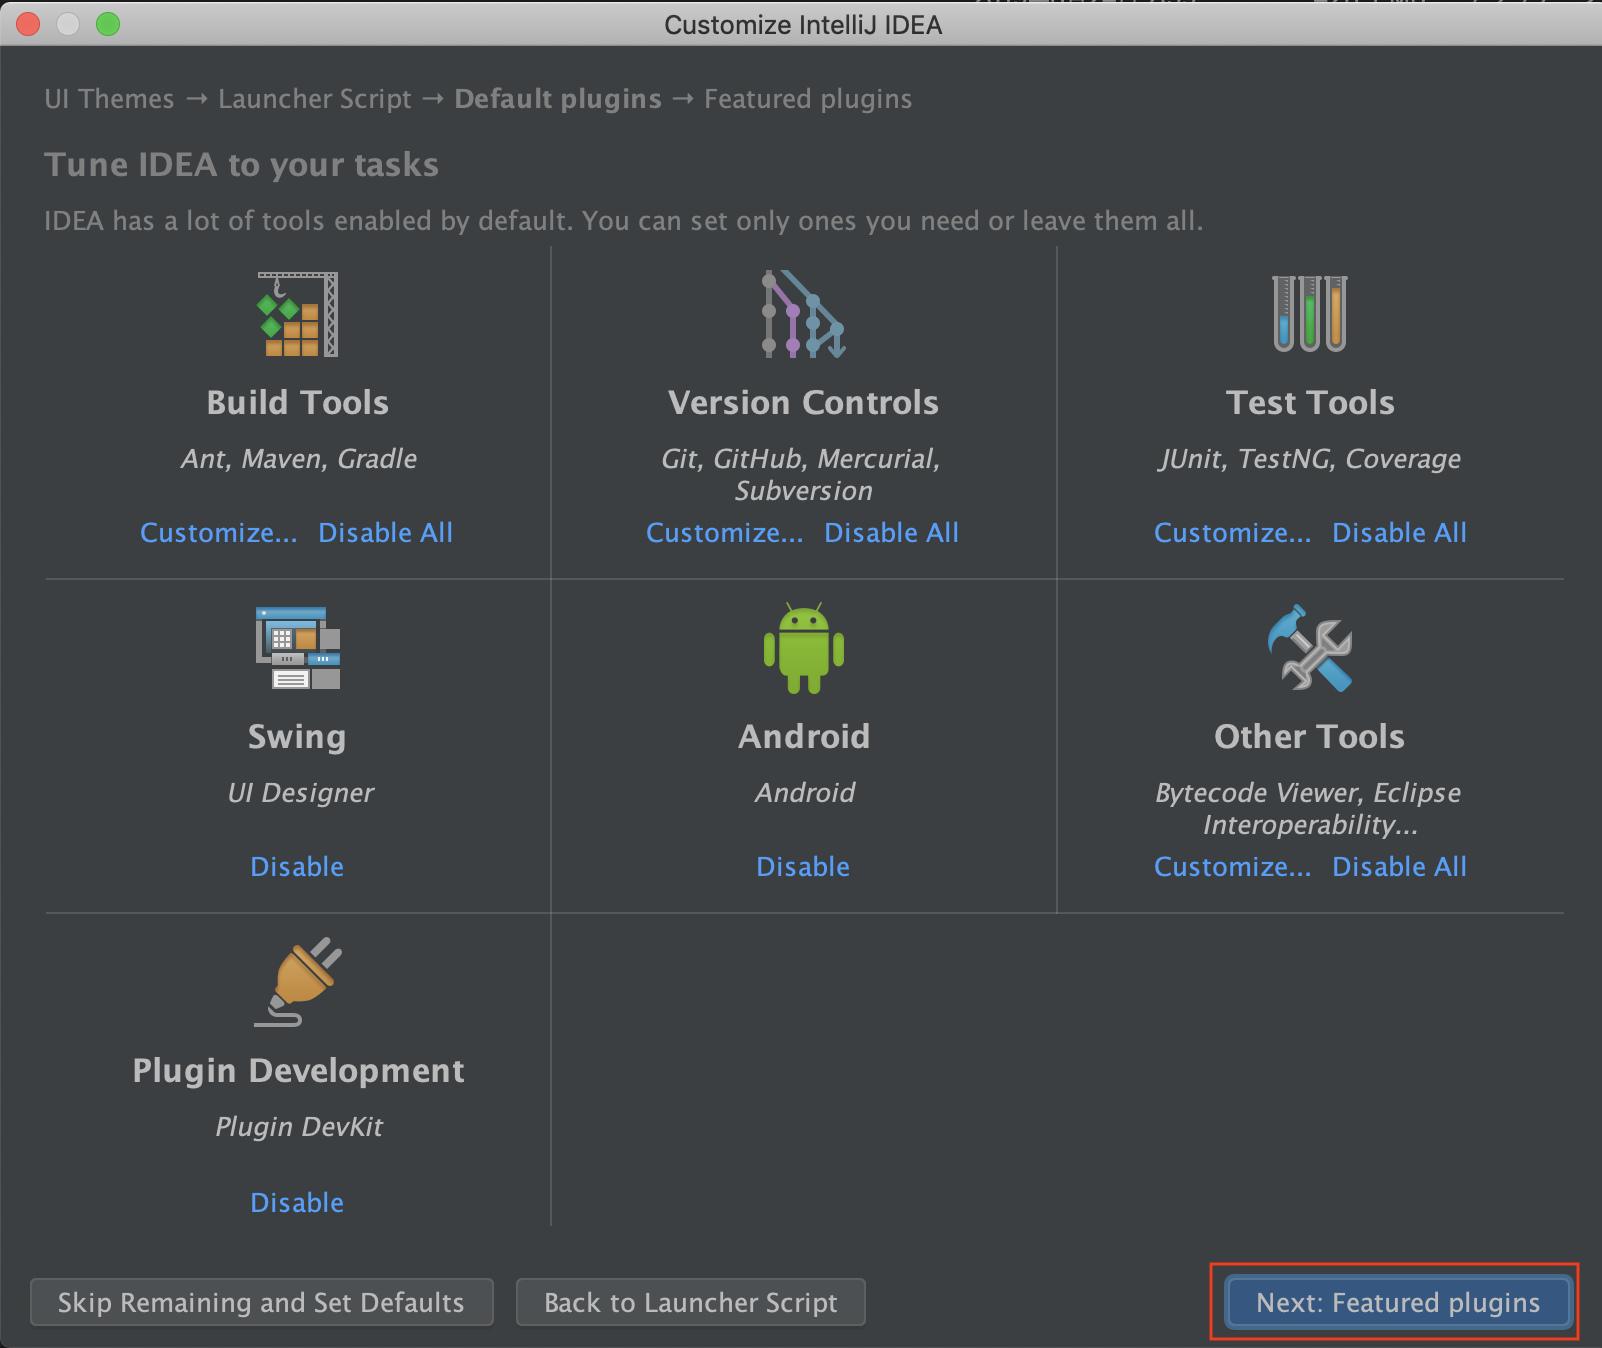 Customize IntelliJ IDEA
UI Themes → Launcher Script → Default plugins → Featured plugins
Tune IDEA to your tasks
IDEA has a lot of tools enabled by default. You can set only ones you need or leave them all.
Build Tools
Ant, Maven, Gradle
Customize... Disable All
Version Controls
Git, GitHub, Mercurial,
Subversion
Customize... Disable All
Test Tools
JUnit, TestNG, Coverage
Customize... Disable All
Swing
UI Designer
Disable
Android
Android
Disable
Other Tools
Bytecode Viewer, Eclipse
Interoperability...
Customize... Disable All
Plugin Development
Plugin DevKit
Disable
Skip Remaining and Set Defaults
Back to Launcher Script
Next: Featured plugins